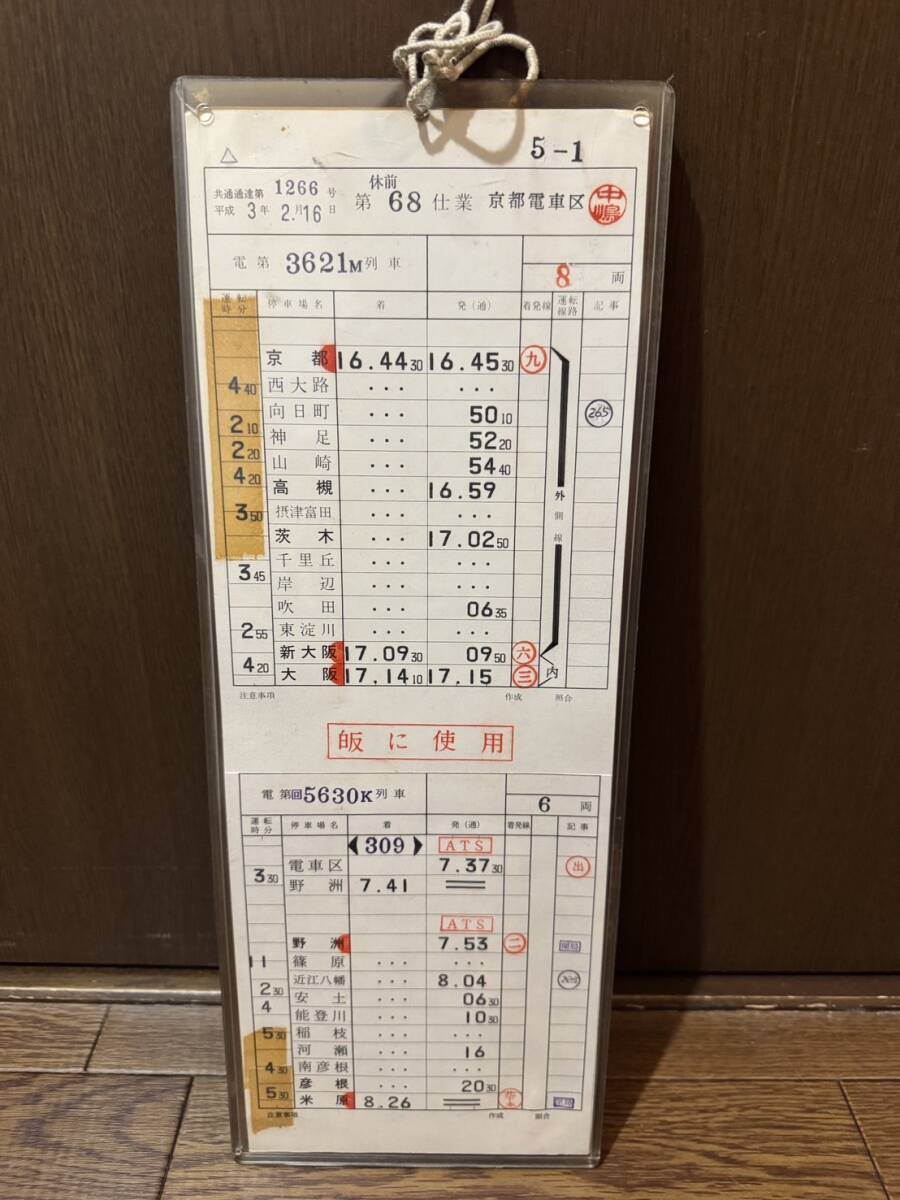 5-1
△
共通通達第 1266 号
平成 3 年 2.月16日
休前
第 68 仕業 京都電車区 中嶋
電 第 3621M 列 車 8 両
運転時分 停車場名 着 発（通） 着発線 運転線路 記事
京都 16.44 30 16.45 30 九
4 40 西大路 ・・・ ・・・
向日町 ・・・ 50 10 265
2 10 神足 ・・・ 52 20
2 20 山崎 ・・・ 54 40
4 20 高槻 ・・・ 16.59 外側線
3 50 摂津富田 ・・・ ・・・
茨木 ・・・ 17.02 50
3 45 千里丘 ・・・ ・・・
岸辺 ・・・ ・・・
吹田 ・・・ 06 35
2 55 東淀川 ・・・ ・・・
新大阪 17.09 30 09 50 六
4 20 大阪 17.14 10 17.15 三 内
注意事項 作成 照合
皈に使用
電 第回5630K 列 車 6 両
運転時分 停車場名 着 発（通） 着発線 記事
309 ATS
3 30 電車区 7.37 30 出
野洲 7.41
ATS
野洲 7.53 二
11 篠原 ・・・ ・・・
2 30 近江八幡 ・・・ 8.04
4 安土 ・・・ 06 30
能登川 ・・・ 10 30
5 30 稲枝 ・・・ ・・・
河瀬 ・・・ 16
4 30 南彦根 ・・・ ・・・
彦根 ・・・ 20 30
5 30 米原 8.26
注意事項 作成 照合